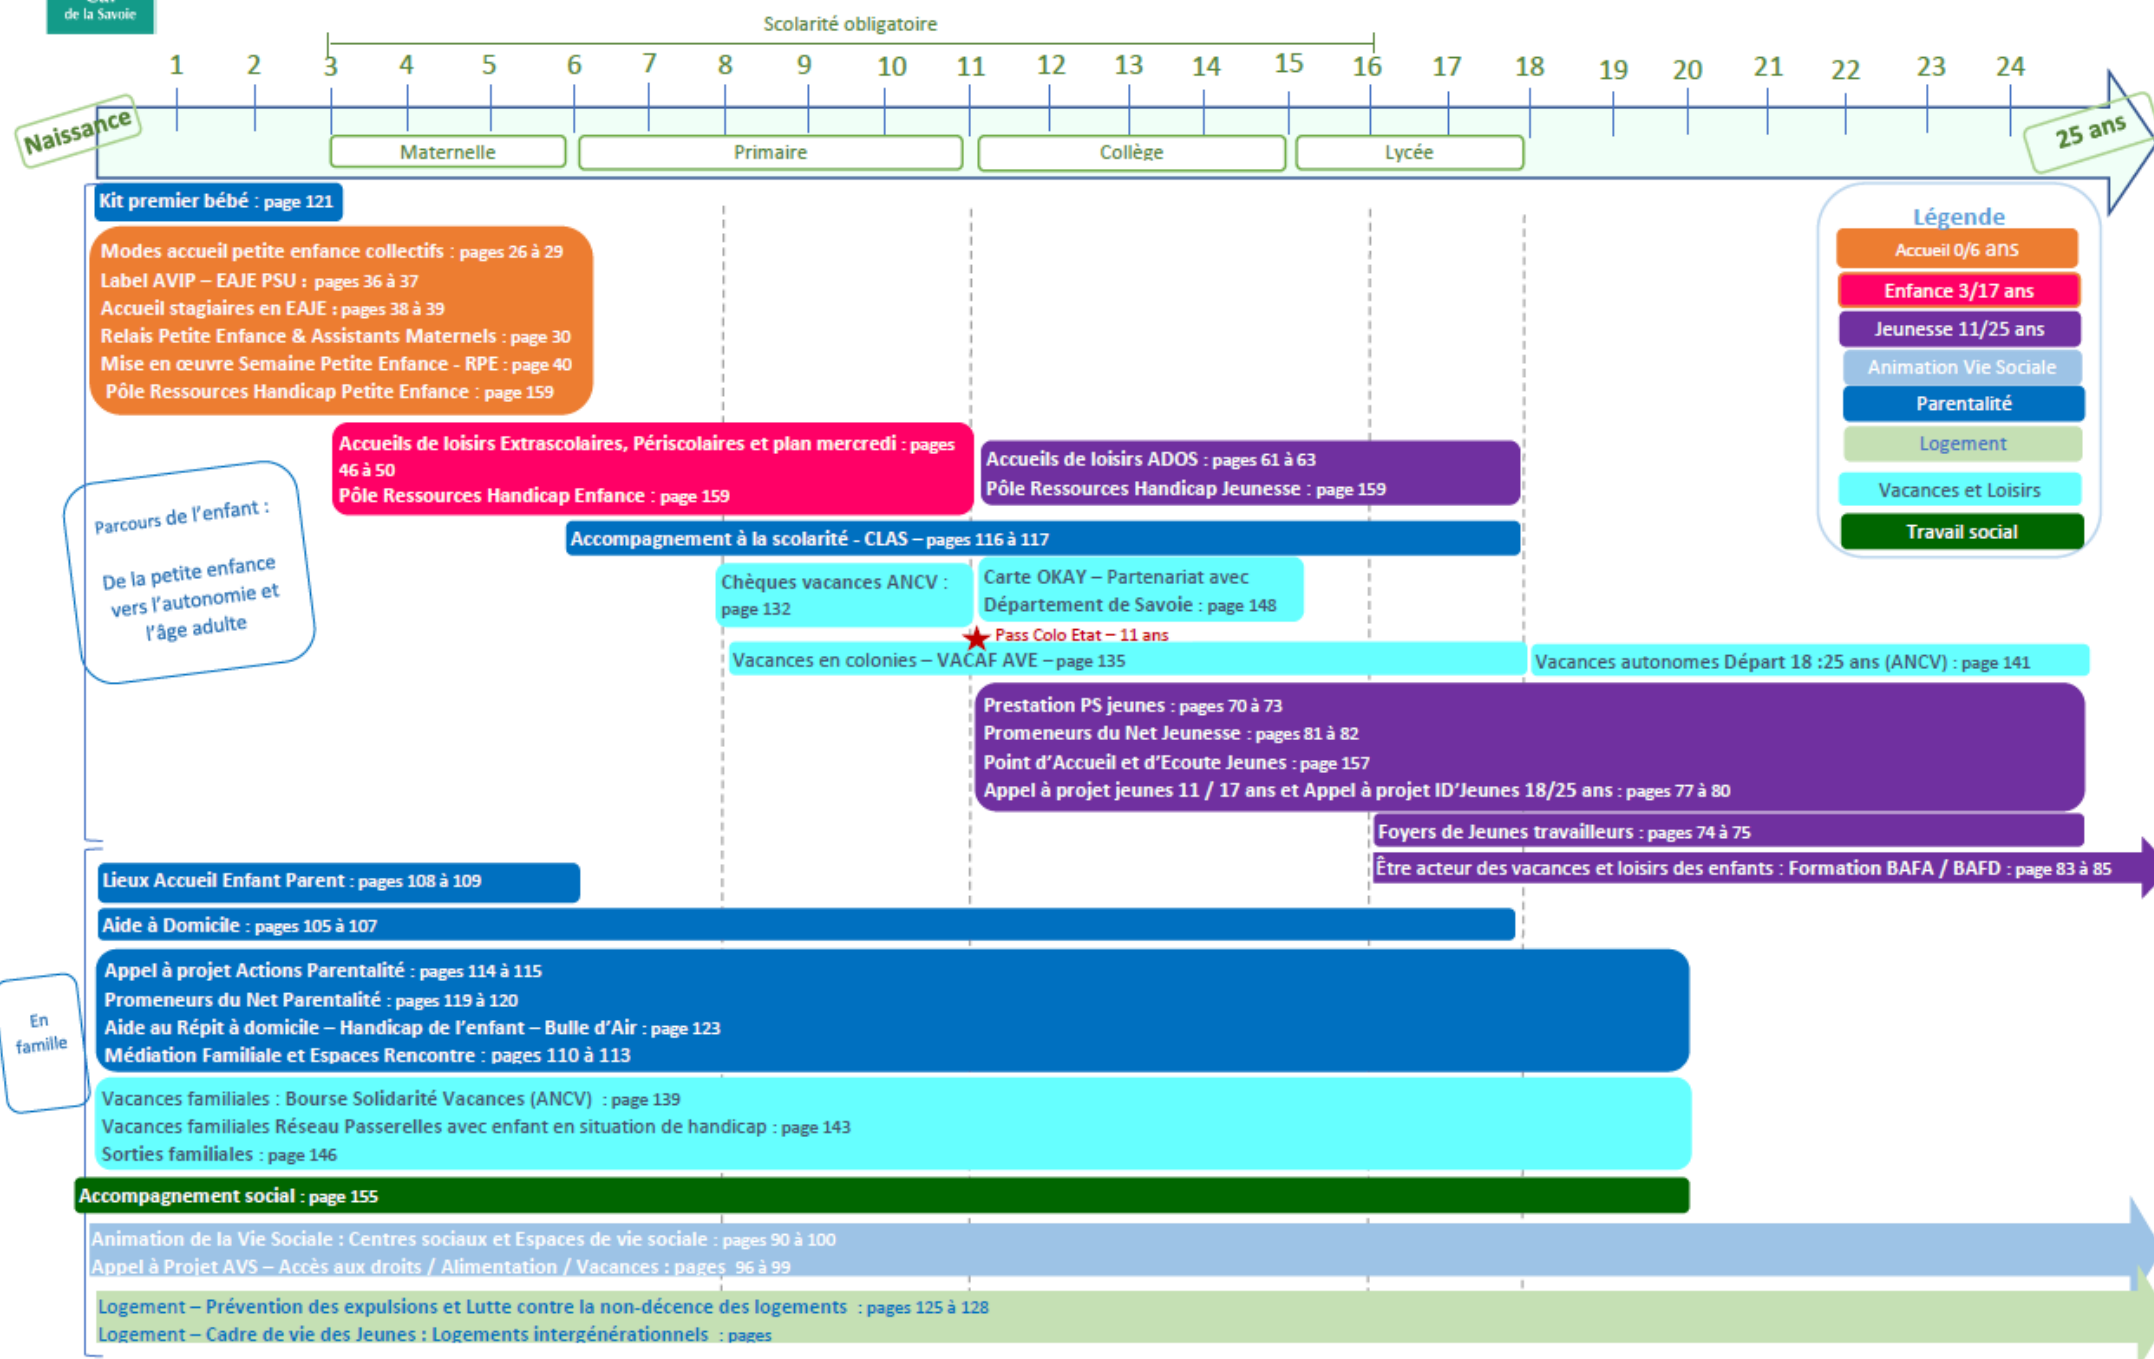 de la Savoie
Scolarité obligatoire
1 2 3 4 5 6 7 8 9 10 11 12 13 14 15 16 17 18 19 20 21 22 23 24
Naissance
25 ans
Maternelle
Primaire
Collège
Lycée
Kit premier bébé : page 121
Modes accueil petite enfance collectifs : pages 26 à 29
Label AVIP – EAJE PSU : pages 36 à 37
Accueil stagiaires en EAJE : pages 38 à 39
Relais Petite Enfance & Assistants Maternels : page 30
Mise en œuvre Semaine Petite Enfance - RPE : page 40
Pôle Ressources Handicap Petite Enfance : page 159
Légende
Accueil 0/6 ans
Enfance 3/17 ans
Jeunesse 11/25 ans
Animation Vie Sociale
Parentalité
Logement
Vacances et Loisirs
Travail social
Parcours de l'enfant :
De la petite enfance
vers l'autonomie et
l'âge adulte
Accueils de loisirs Extrascolaires, Périscolaires et plan mercredi : pages
46 à 50
Pôle Ressources Handicap Enfance : page 159
Accueils de loisirs ADOS : pages 61 à 63
Pôle Ressources Handicap Jeunesse : page 159
Accompagnement à la scolarité - CLAS – pages 116 à 117
Chèques vacances ANCV :
page 132
Carte OKAY – Partenariat avec
Département de Savoie : page 148
Pass Colo Etat – 11 ans
Vacances en colonies – VACAF AVE – page 135
Vacances autonomes Départ 18 :25 ans (ANCV) : page 141
Prestation PS jeunes : pages 70 à 73
Promeneurs du Net Jeunesse : pages 81 à 82
Point d'Accueil et d'Ecoute Jeunes : page 157
Appel à projet jeunes 11 / 17 ans et Appel à projet ID'Jeunes 18/25 ans : pages 77 à 80
Foyers de Jeunes travailleurs : pages 74 à 75
Être acteur des vacances et loisirs des enfants : Formation BAFA / BAFD : page 83 à 85
En
famille
Lieux Accueil Enfant Parent : pages 108 à 109
Aide à Domicile : pages 105 à 107
Appel à projet Actions Parentalité : pages 114 à 115
Promeneurs du Net Parentalité : pages 119 à 120
Aide au Répit à domicile – Handicap de l'enfant – Bulle d'Air : page 123
Médiation Familiale et Espaces Rencontre : pages 110 à 113
Vacances familiales : Bourse Solidarité Vacances (ANCV) : page 139
Vacances familiales Réseau Passerelles avec enfant en situation de handicap : page 143
Sorties familiales : page 146
Accompagnement social : page 155
Animation de la Vie Sociale : Centres sociaux et Espaces de vie sociale : pages 90 à 100
Appel à Projet AVS – Accès aux droits / Alimentation / Vacances : pages 96 à 99
Logement – Prévention des expulsions et Lutte contre la non-décence des logements : pages 125 à 128
Logement – Cadre de vie des Jeunes : Logements intergénérationnels : pages